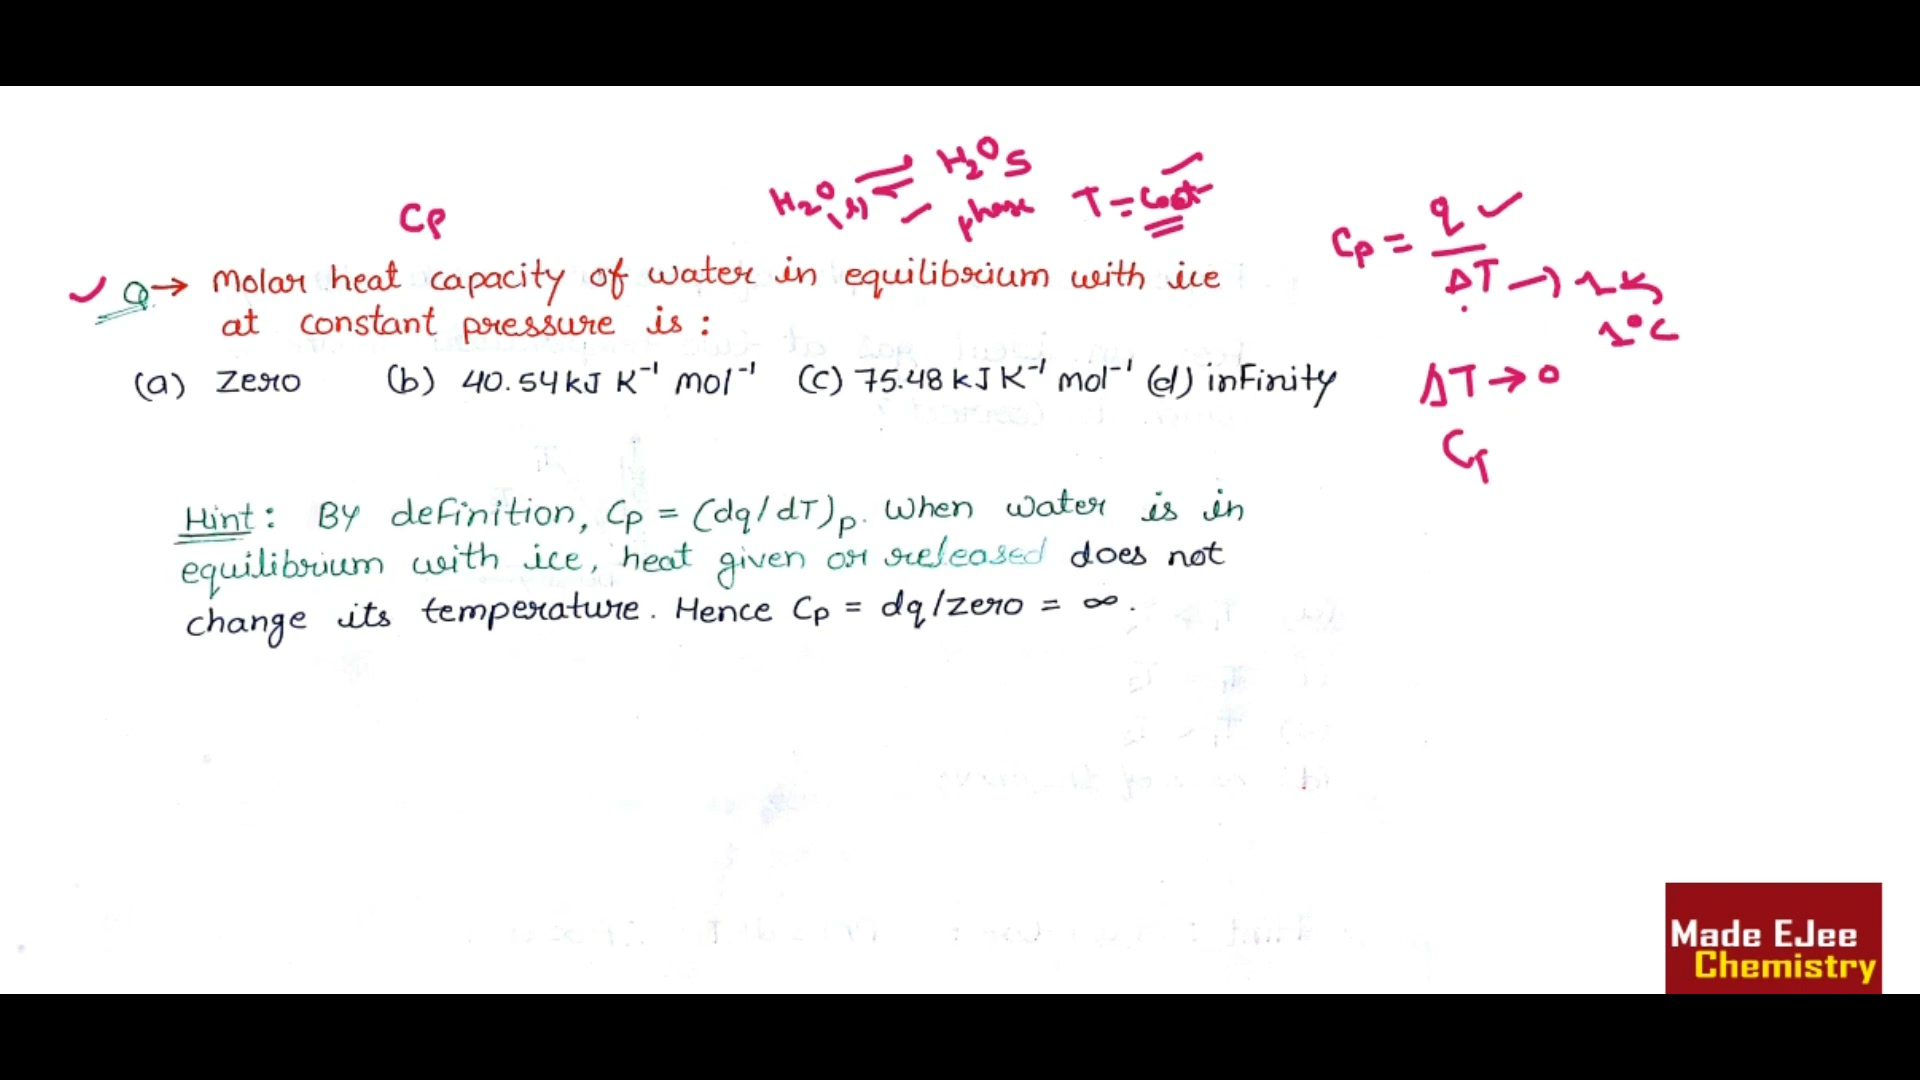 H₂O(l) ⇌ H₂O S
phase T = Const
Cp
Cp = q / ΔT → 1 K
1°C
Q → Molar heat capacity of water in equilibrium with ice
at constant pressure is :
(a) Zero (b) 40.54 kJ K⁻¹ mol⁻¹ (c) 75.48 kJ K⁻¹ mol⁻¹ (d) infinity
ΔT → 0
Hint : By definition, Cp = (dq/dT)p. When water is in
equilibrium with ice, heat given or released does not
change its temperature. Hence Cp = dq/zero = ∞.
Made EJee
Chemistry